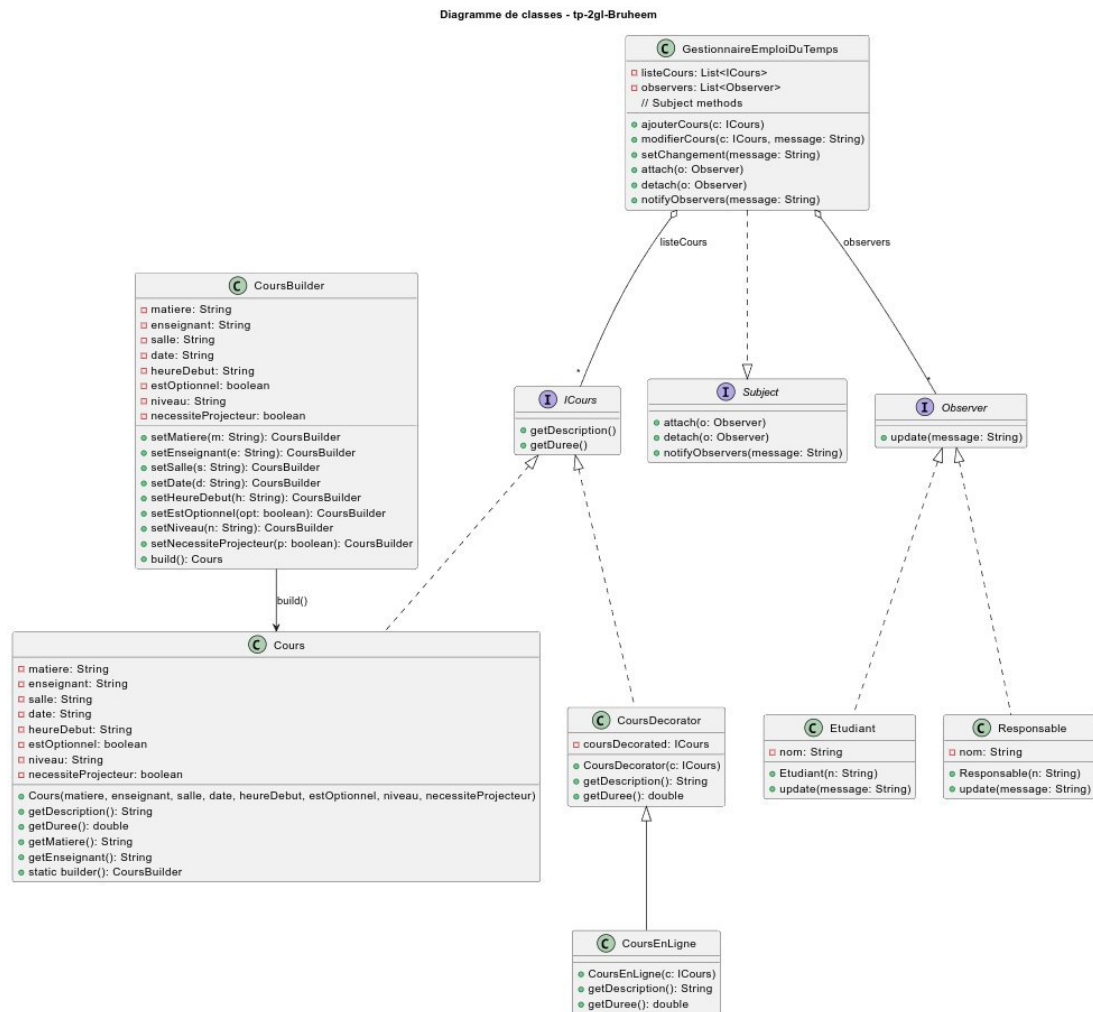 Diagramme de classes - tp-2gl-Bruheem
C GestionnaireEmploiDuTemps
listeCours: List<ICours>
observers: List<Observer>
// Subject methods
ajouterCours(c: ICours)
modifierCours(c: ICours, message: String)
setChangement(message: String)
attach(o: Observer)
detach(o: Observer)
notifyObservers(message: String)
listeCours
observers
C CoursBuilder
matiere: String
enseignant: String
salle: String
date: String
heureDebut: String
estOptionnel: boolean
niveau: String
necessiteProjecteur: boolean
setMatiere(m: String): CoursBuilder
setEnseignant(e: String): CoursBuilder
setSalle(s: String): CoursBuilder
setDate(d: String): CoursBuilder
setHeureDebut(h: String): CoursBuilder
setEstOptionnel(opt: boolean): CoursBuilder
setNiveau(n: String): CoursBuilder
setNecessiteProjecteur(p: boolean): CoursBuilder
build(): Cours
*
*
I ICours
getDescription()
getDuree()
I Subject
attach(o: Observer)
detach(o: Observer)
notifyObservers(message: String)
I Observer
update(message: String)
build()
C Cours
matiere: String
enseignant: String
salle: String
date: String
heureDebut: String
estOptionnel: boolean
niveau: String
necessiteProjecteur: boolean
Cours(matiere, enseignant, salle, date, heureDebut, estOptionnel, niveau, necessiteProjecteur)
getDescription(): String
getDuree(): double
getMatiere(): String
getEnseignant(): String
static builder(): CoursBuilder
C CoursDecorator
coursDecorated: ICours
CoursDecorator(c: ICours)
getDescription(): String
getDuree(): double
C Etudiant
nom: String
Etudiant(n: String)
update(message: String)
C Responsable
nom: String
Responsable(n: String)
update(message: String)
C CoursEnLigne
CoursEnLigne(c: ICours)
getDescription(): String
getDuree(): double